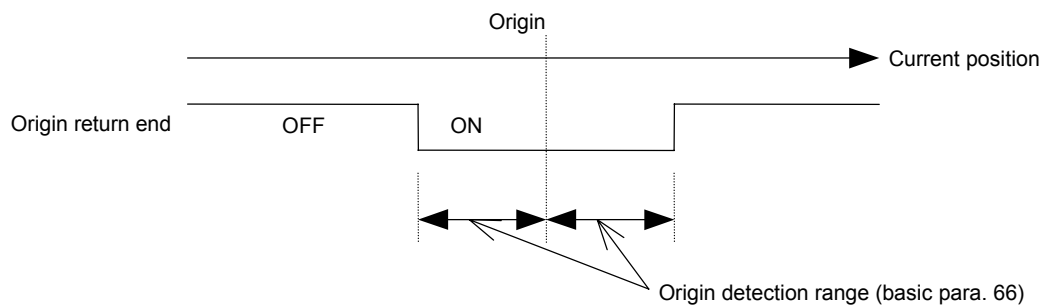 Origin
Current position
Origin return end
OFF
ON
Origin detection range (basic para. 66)